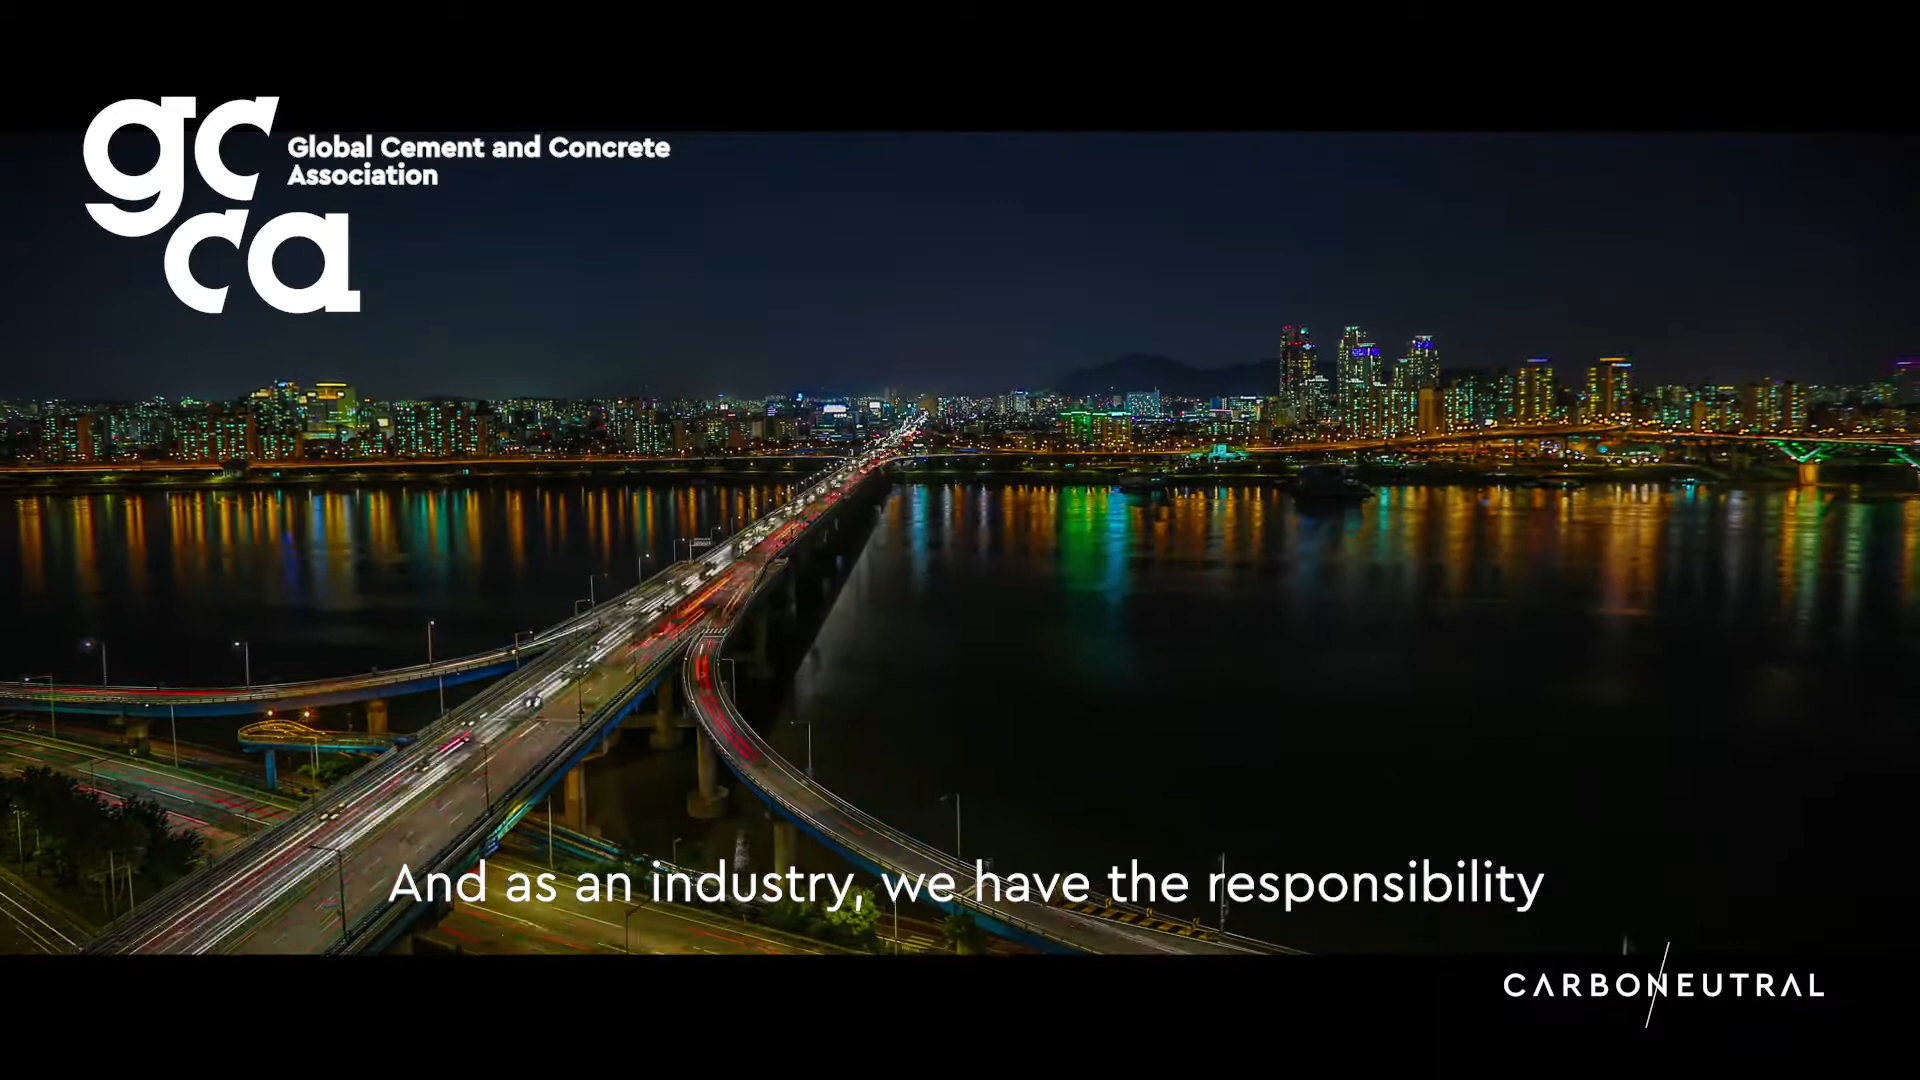 gc
ca
Global Cement and Concrete
Association
And as an industry, we have the responsibility
CARBONEUTRAL